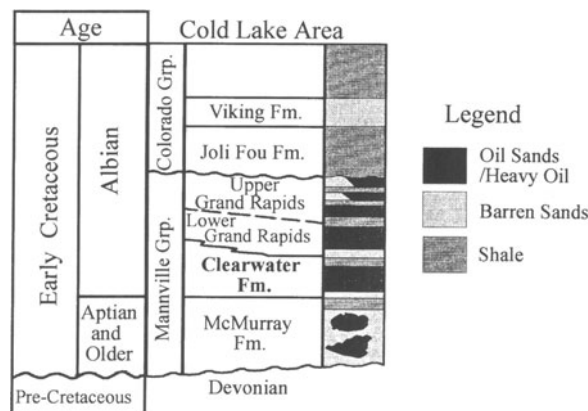 Age
Cold Lake Area
Early Cretaceous
Albian
Aptian
and
Older
Pre-Cretaceous
Colorado Grp.
Mannville Grp.
Viking Fm.
Joli Fou Fm.
Upper
Grand Rapids
Lower
Grand Rapids
Clearwater
Fm.
McMurray
Fm.
Devonian
Legend
Oil Sands
/Heavy Oil
Barren Sands
Shale